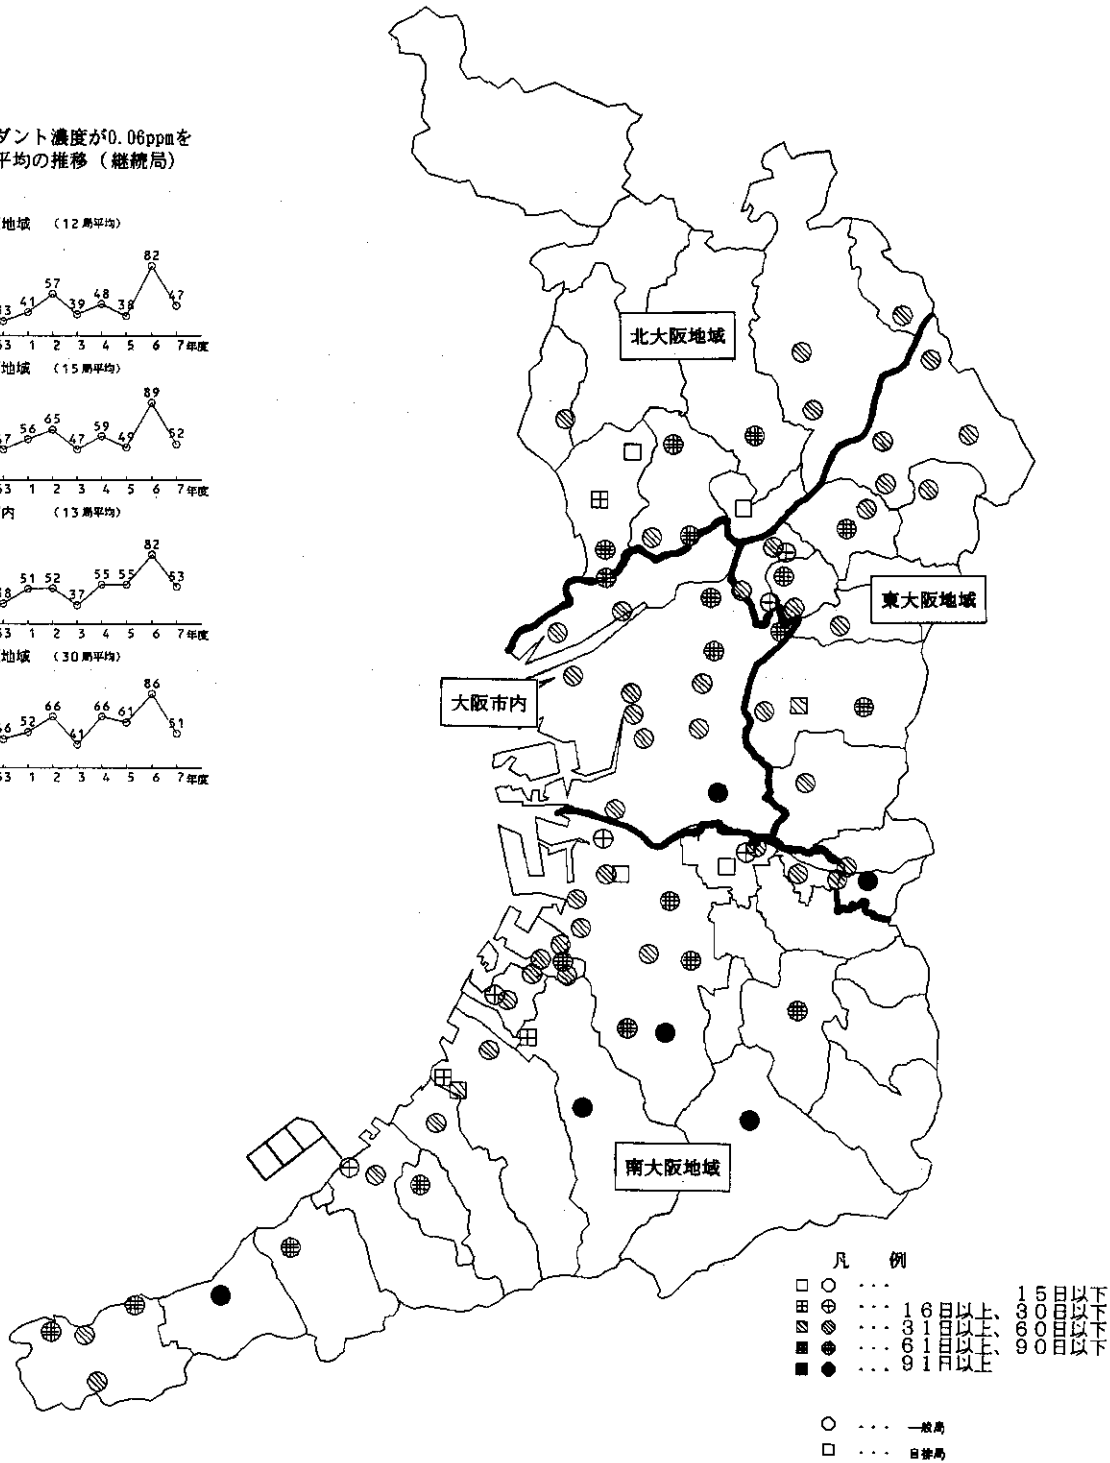 ダント濃度が0.06ppmを
平均の推移（継続局）
地域 （12局平均）
41 57 39 48 38 82 47
63 1 2 3 4 5 6 7年度
地域 （15局平均）
56 65 47 59 49 89 52
63 1 2 3 4 5 6 7年度
内 （13局平均）
51 52 37 55 55 82 53
63 1 2 3 4 5 6 7年度
地域 （30局平均）
52 66 41 66 61 86 51
63 1 2 3 4 5 6 7年度
北大阪地域
東大阪地域
大阪市内
南大阪地域
凡 例
・・・ 15日以下
・・・ 16日以上、30日以下
・・・ 31日以上、60日以下
・・・ 61日以上、90日以下
・・・ 91日以上
・・・ 一般局
・・・ 自排局